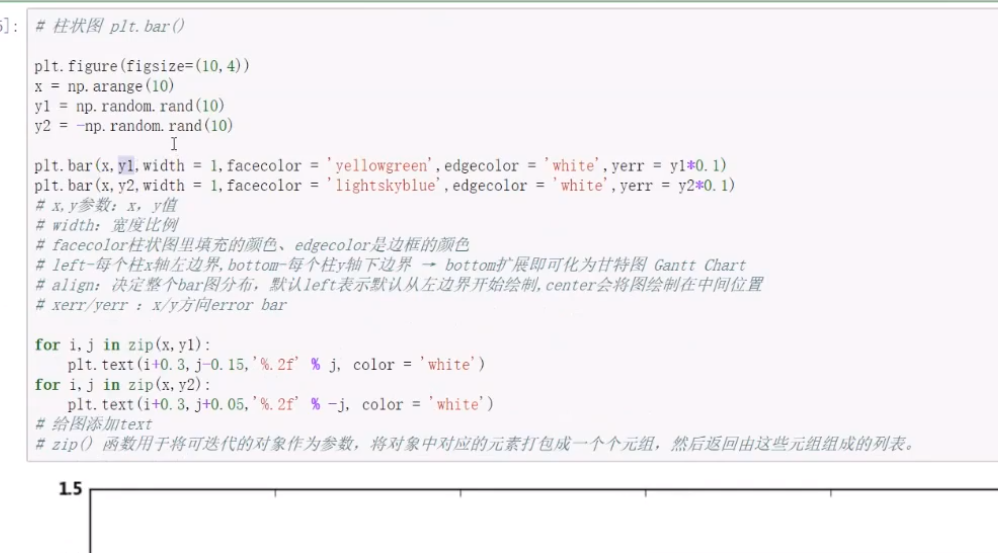 5]:
# 柱状图 plt.bar()
plt.figure(figsize=(10,4))
x = np.arange(10)
y1 = np.random.rand(10)
y2 = -np.random.rand(10)
plt.bar(x,y1,width = 1,facecolor = 'yellowgreen',edgecolor = 'white',yerr = y1*0.1)
plt.bar(x,y2,width = 1,facecolor = 'lightskyblue',edgecolor = 'white',yerr = y2*0.1)
# x,y参数: x, y值
# width: 宽度比例
# facecolor柱状图里填充的颜色、edgecolor是边框的颜色
# left-每个柱x轴左边界,bottom-每个柱y轴下边界 → bottom扩展即可化为甘特图 Gantt Chart
# align: 决定整个bar图分布, 默认left表示默认从左边界开始绘制,center会将图绘制在中间位置
# xerr/yerr : x/y方向error bar
for i,j in zip(x,y1):
    plt.text(i+0.3,j-0.15,'%.2f' % j, color = 'white')
for i,j in zip(x,y2):
    plt.text(i+0.3,j+0.05,'%.2f' % -j, color = 'white')
# 给图添加text
# zip() 函数用于将可迭代的对象作为参数, 将对象中对应的元素打包成一个个元组, 然后返回由这些元组组成的列表。
1.5